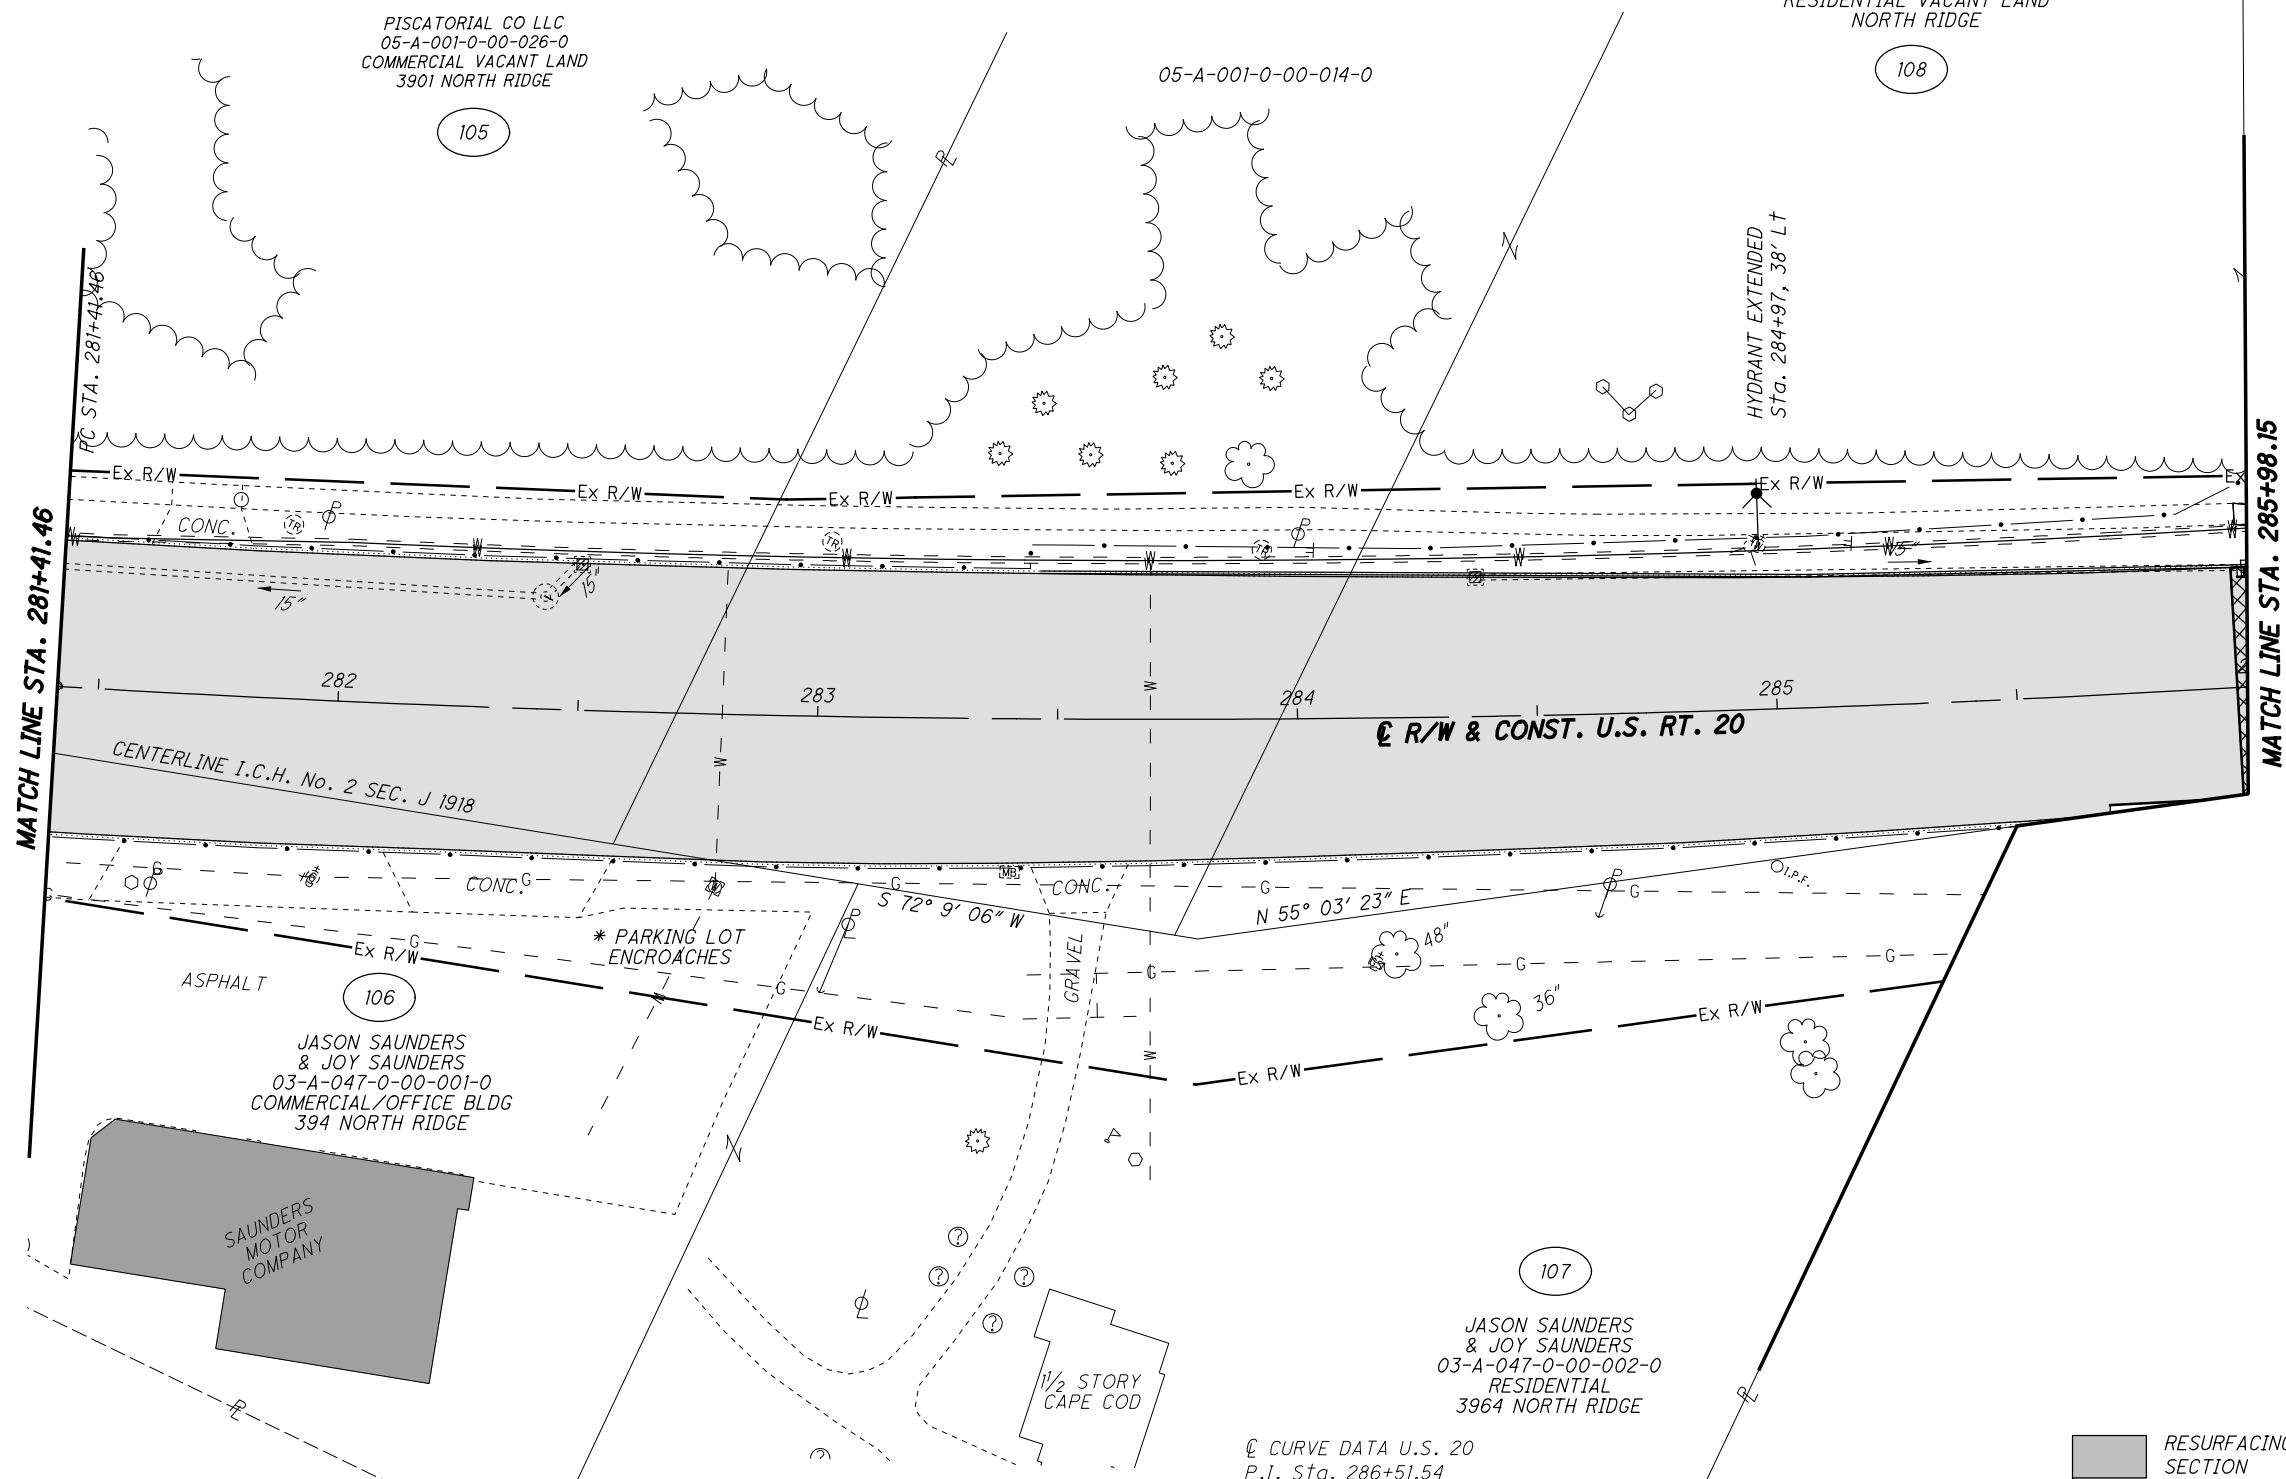 PISCATORIAL CO LLC
05-A-001-0-00-026-0
COMMERCIAL VACANT LAND
3901 NORTH RIDGE
105
05-A-001-0-00-014-0
RESIDENTIAL VACANT LAND
NORTH RIDGE
108
PC STA. 281+41.46
HYDRANT EXTENDED
Sta. 284+97, 38' Lt
MATCH LINE STA. 281+41.46
MATCH LINE STA. 285+98.15
Ex R/W
Ex R/W
Ex R/W
Ex R/W
Ex R/W
CONC.
TR
TR
TR
W
W
W
W
W
W
W
15"
15"
15"
282
283
284
285
W
W
℄ R/W & CONST. U.S. RT. 20
CENTERLINE I.C.H. No. 2 SEC. J 1918
G
CONC.
G
G
MB
CONC.
G
G
I.P.F.
S 72° 9' 06" W
N 55° 03' 23" E
* PARKING LOT
ENCROACHES
G
Ex R/W
G
Ex R/W
W
GRAVEL
G
G
G
48"
36"
W
Ex R/W
Ex R/W
ASPHALT
106
JASON SAUNDERS
& JOY SAUNDERS
03-A-047-0-00-001-0
COMMERCIAL/OFFICE BLDG
394 NORTH RIDGE
SAUNDERS
MOTOR
COMPANY
?
?
?
?
?
1 1/2 STORY
CAPE COD
107
JASON SAUNDERS
& JOY SAUNDERS
03-A-047-0-00-002-0
RESIDENTIAL
3964 NORTH RIDGE
℄ CURVE DATA U.S. 20
P.I. Sta. 286+51.54
RESURFACING
SECTION